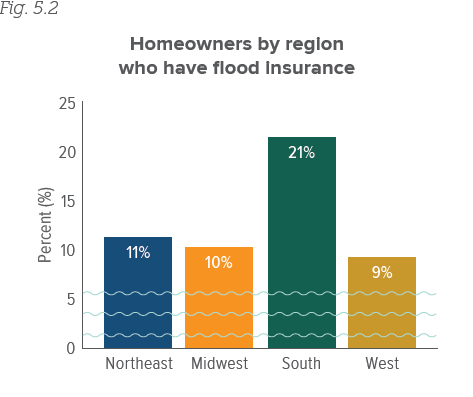 Fig. 5.2
Homeowners by region
who have flood insurance
Percent (%)
25
20
15
10
5
0
11%
10%
21%
9%
Northeast Midwest South West